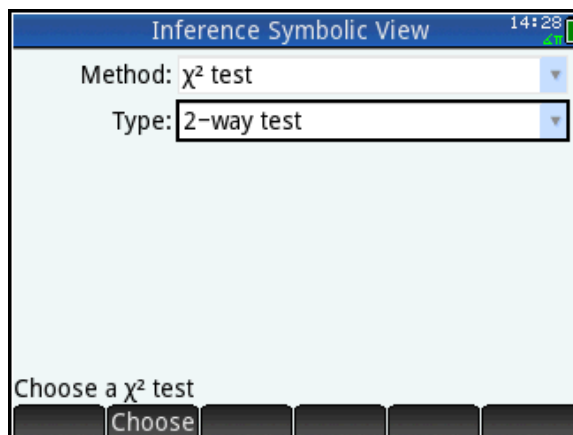 Inference Symbolic View 14:28
∠π
Method: χ² test
Type: 2-way test
Choose a χ² test
Choose